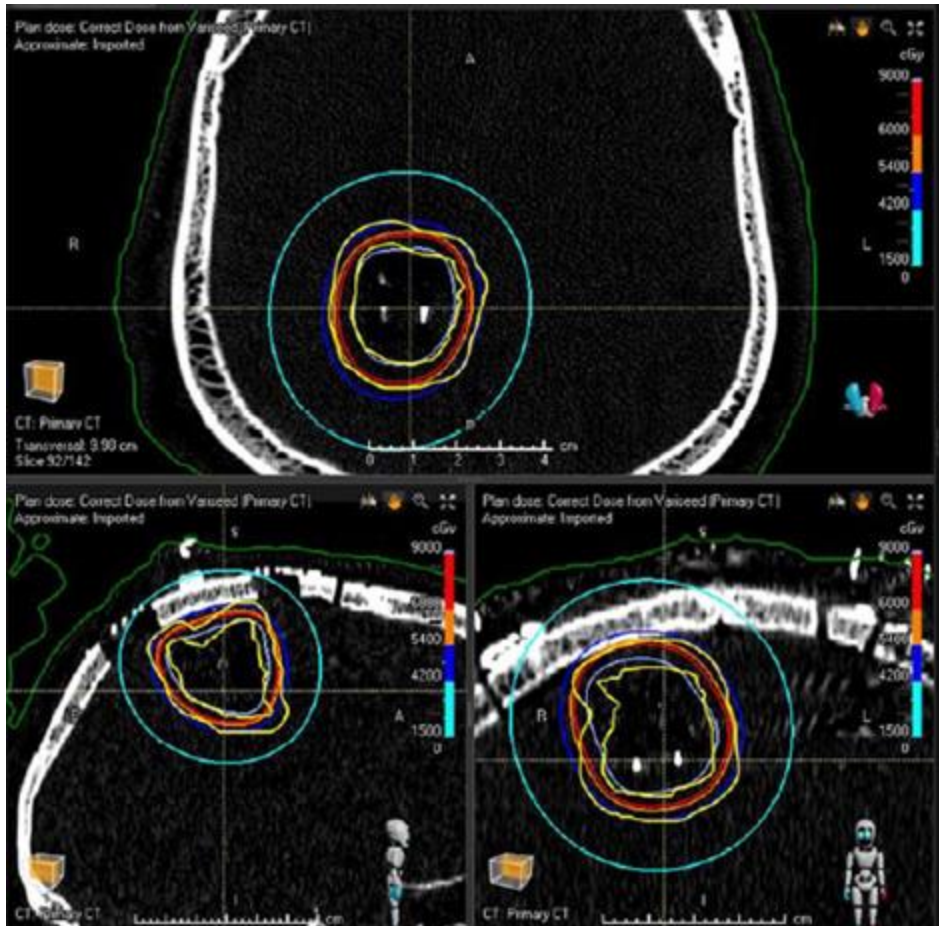 Plan dose: Correct Dose from Variseed (Primary CT)
Approximate: Imported
A
cGy
9000
6000
5400
4200
1500
0
R
L
CT: Primary CT
Transversal: 9.90 cm
Slice 92/142
P
0 1 2 3 4 cm
Plan dose: Correct Dose from Variseed (Primary CT)
Approximate: Imported
S
cGy
9000
6000
5400
4200
1500
0
A
CT: Primary CT
I
cm
Plan dose: Correct Dose from Variseed (Primary CT)
Approximate: Imported
S
cGy
9000
6000
5400
4200
1500
0
R
L
CT: Primary CT
I
cm